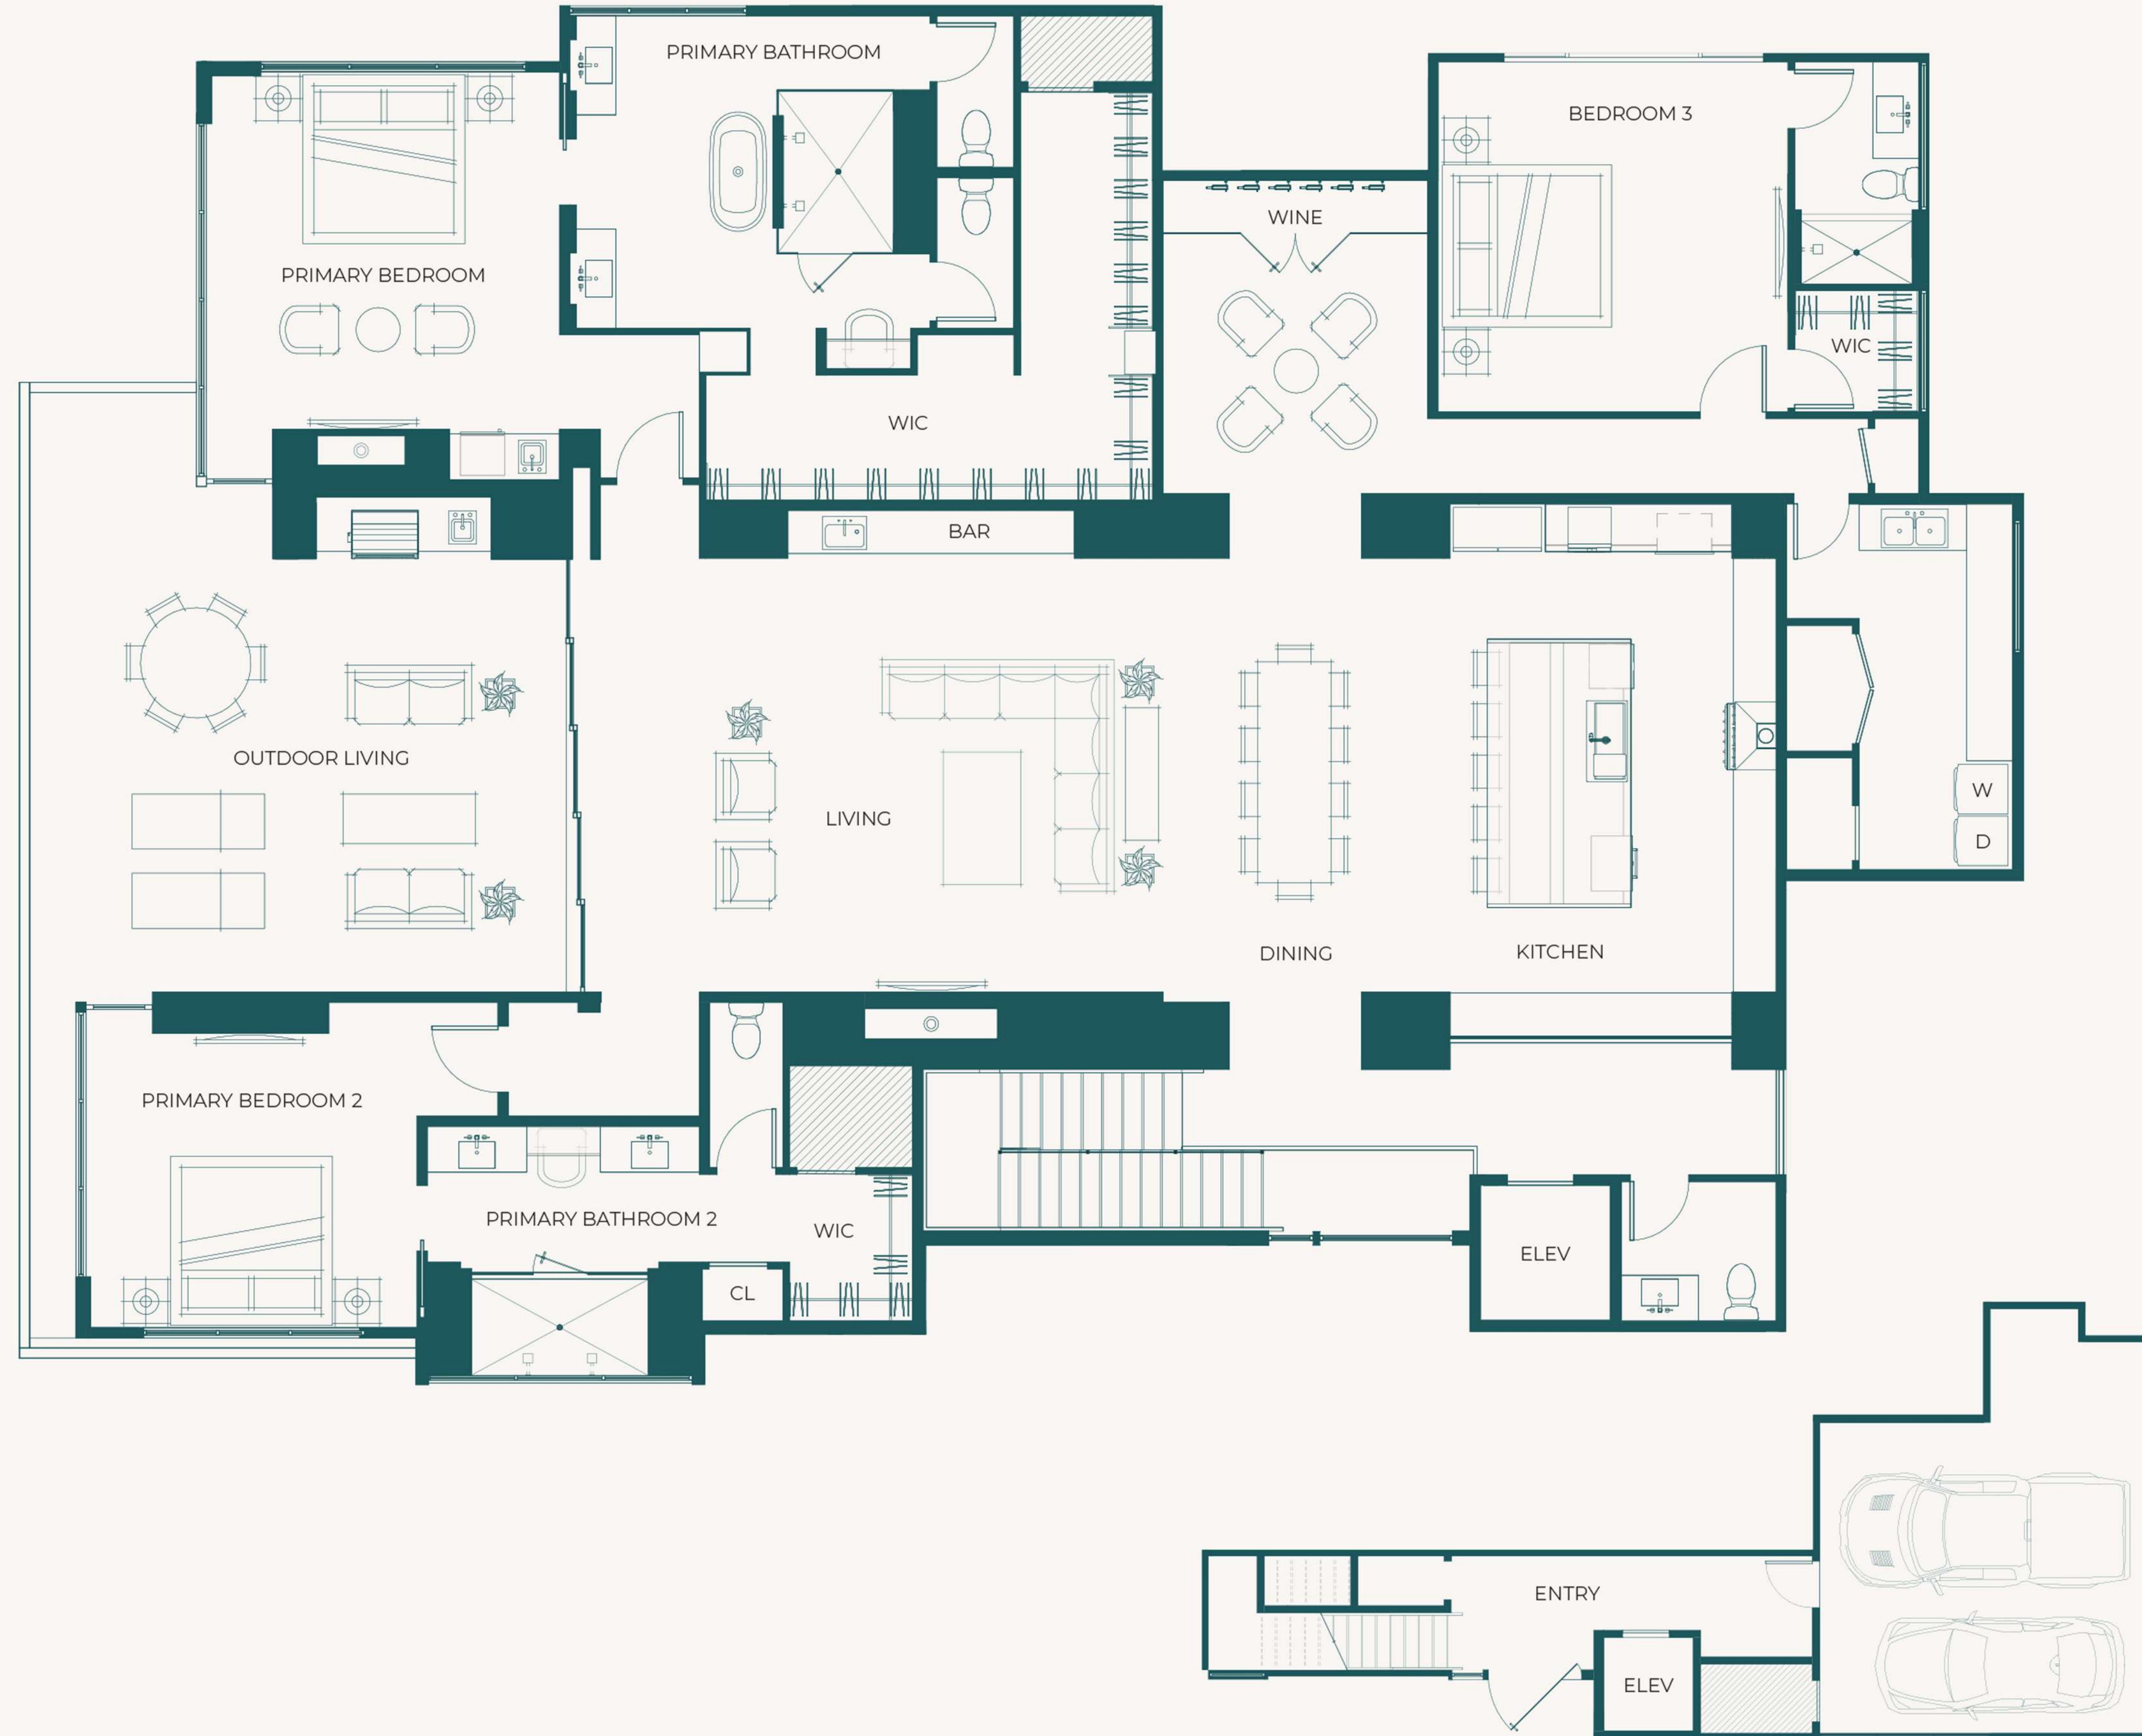 PRIMARY BATHROOM
BEDROOM 3
WINE
PRIMARY BEDROOM
WIC
WIC
BAR
OUTDOOR LIVING
LIVING
W
D
DINING
KITCHEN
PRIMARY BEDROOM 2
PRIMARY BATHROOM 2
WIC
ELEV
CL
ENTRY
ELEV